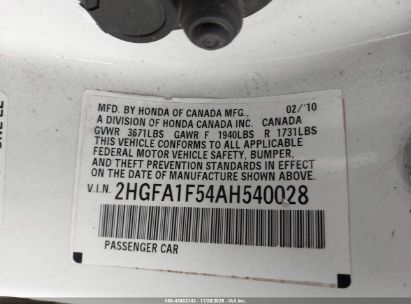 MFD. BY HONDA OF CANADA MFG., 02/'10
A DIVISION OF HONDA CANADA INC. CANADA
GVWR 3671LBS GAWR F 1940LBS R 1731LBS
THIS VEHICLE CONFORMS TO ALL APPLICABLE
FEDERAL MOTOR VEHICLE SAFETY, BUMPER,
AND THEFT PREVENTION STANDARDS IN EFFECT
ON THE DATE OF MANUFACTURE SHOWN ABOVE.
V.I.N. 2HGFA1F54AH540028
PASSENGER CAR